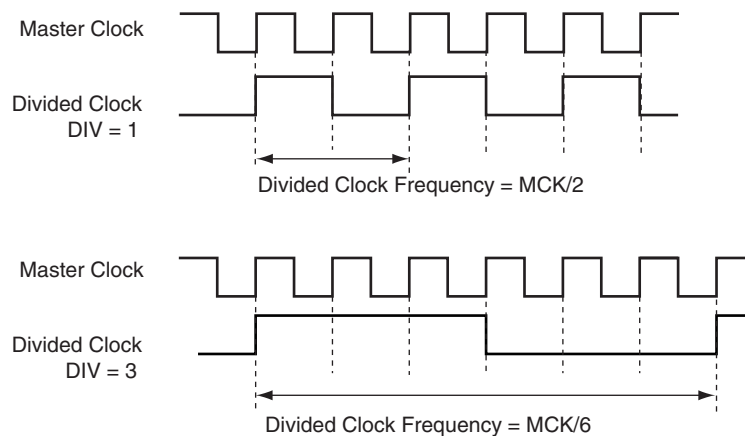 Master Clock
Divided Clock
DIV = 1
Divided Clock Frequency = MCK/2
Master Clock
Divided Clock
DIV = 3
Divided Clock Frequency = MCK/6